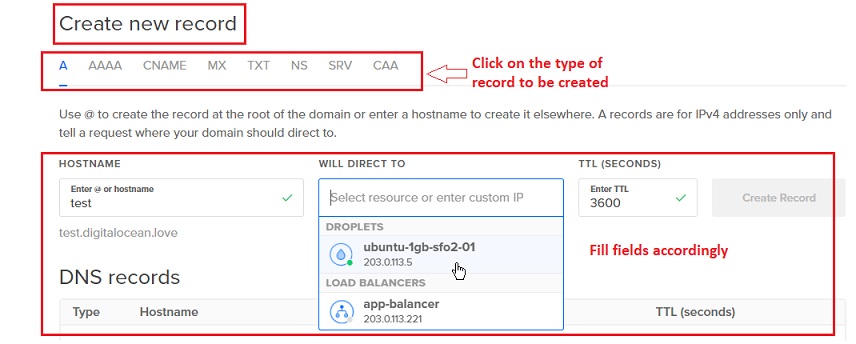 Create new record
A AAAA CNAME MX TXT NS SRV CAA
Click on the type of
record to be created
Use @ to create the record at the root of the domain or enter a hostname to create it elsewhere. A records are for IPv4 addresses only and
tell a request where your domain should direct to.
HOSTNAME WILL DIRECT TO TTL (SECONDS)
Enter @ or hostname
test
Select resource or enter custom IP
Enter TTL
3600
Create Record
test.digitalocean.love
DROPLETS
ubuntu-1gb-sfo2-01
203.0.113.5
Fill fields accordingly
DNS records
LOAD BALANCERS
app-balancer
203.0.113.221
Type Hostname TTL (seconds)